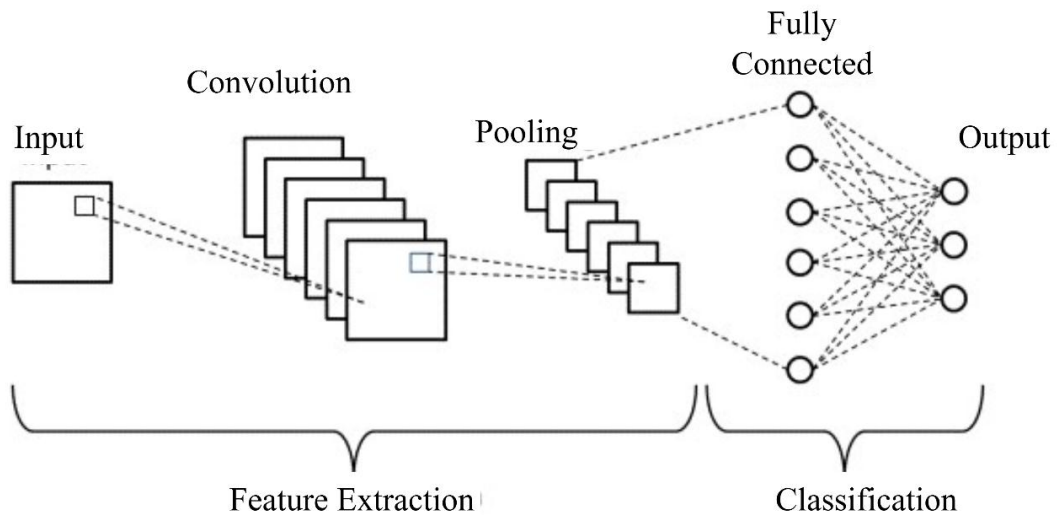 Fully
Connected
Convolution
Pooling
Input
Output
Feature Extraction
Classification